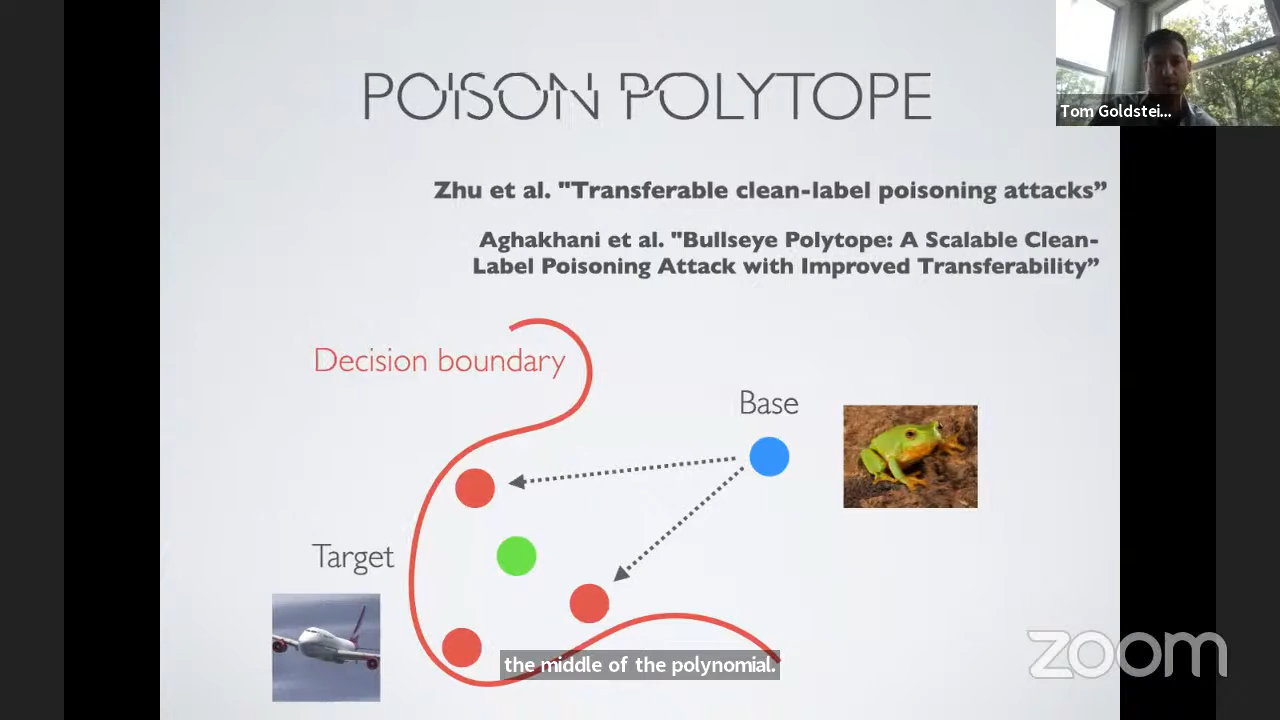 POISON POLYTOPE
Tom Goldstei...
Zhu et al. "Transferable clean-label poisoning attacks”
Aghakhani et al. "Bullseye Polytope: A Scalable Clean-
Label Poisoning Attack with Improved Transferability”
Decision boundary
Base
Target
the middle of the polynomial.
zoom